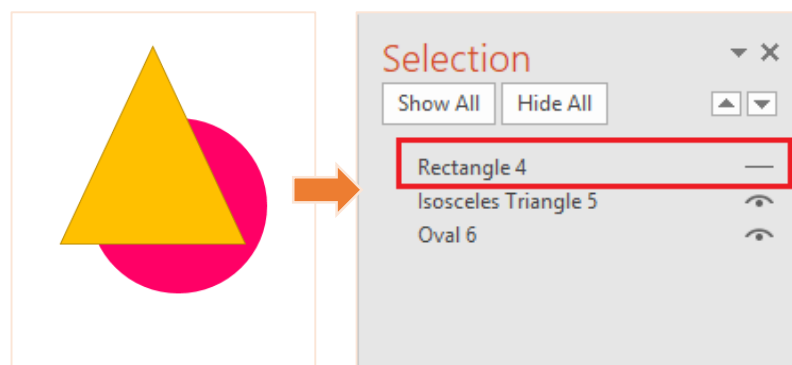 Selection
Show All Hide All
Rectangle 4
Isosceles Triangle 5
Oval 6